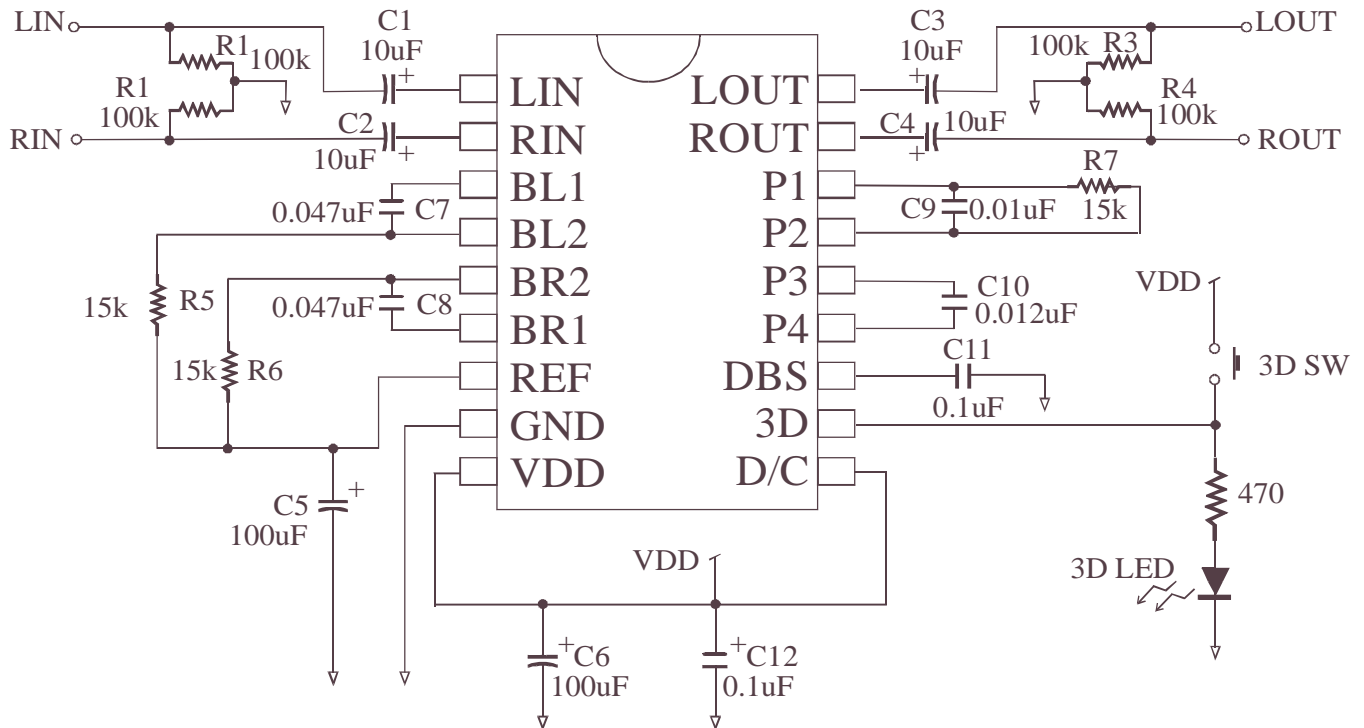 LIN
R1
100k
R1
100k
RIN
C1
10uF
+
C2
10uF
+
C7
0.047uF
R5
15k
C8
0.047uF
15k
R6
C5
+
100uF
LIN
RIN
BL1
BL2
BR2
BR1
REF
GND
VDD
LOUT
ROUT
P1
P2
P3
P4
DBS
3D
D/C
C3
10uF
+
C4
10uF
+
100k
R3
R4
100k
LOUT
ROUT
R7
15k
C9
0.01uF
C10
0.012uF
C11
0.1uF
VDD
3D SW
470
3D LED
VDD
+
C6
100uF
+
C12
0.1uF